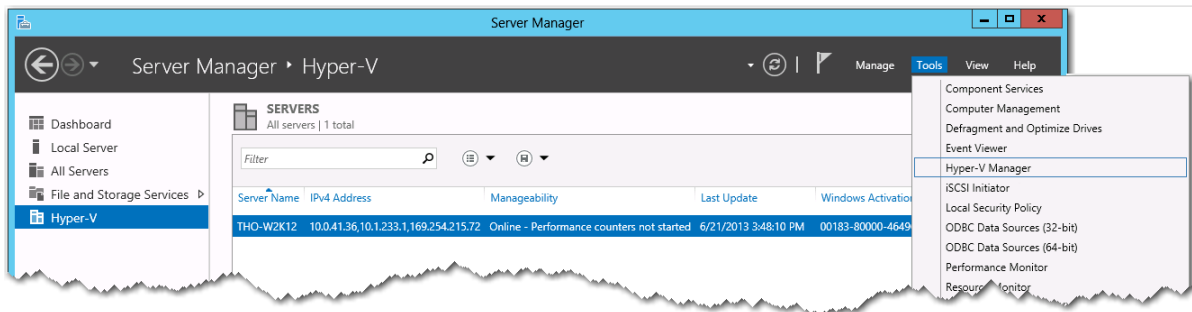 Server Manager
Server Manager ‣ Hyper-V
Manage Tools View Help
Dashboard
Local Server
All Servers
File and Storage Services
Hyper-V
SERVERS
All servers | 1 total
Filter
Server Name IPv4 Address Manageability Last Update Windows Activation
THO-W2K12 10.0.41.36,10.1.233.1,169.254.215.72 Online - Performance counters not started 6/21/2013 3:48:10 PM 00183-80000-4649
Component Services
Computer Management
Defragment and Optimize Drives
Event Viewer
Hyper-V Manager
iSCSI Initiator
Local Security Policy
ODBC Data Sources (32-bit)
ODBC Data Sources (64-bit)
Performance Monitor
Resource Monitor